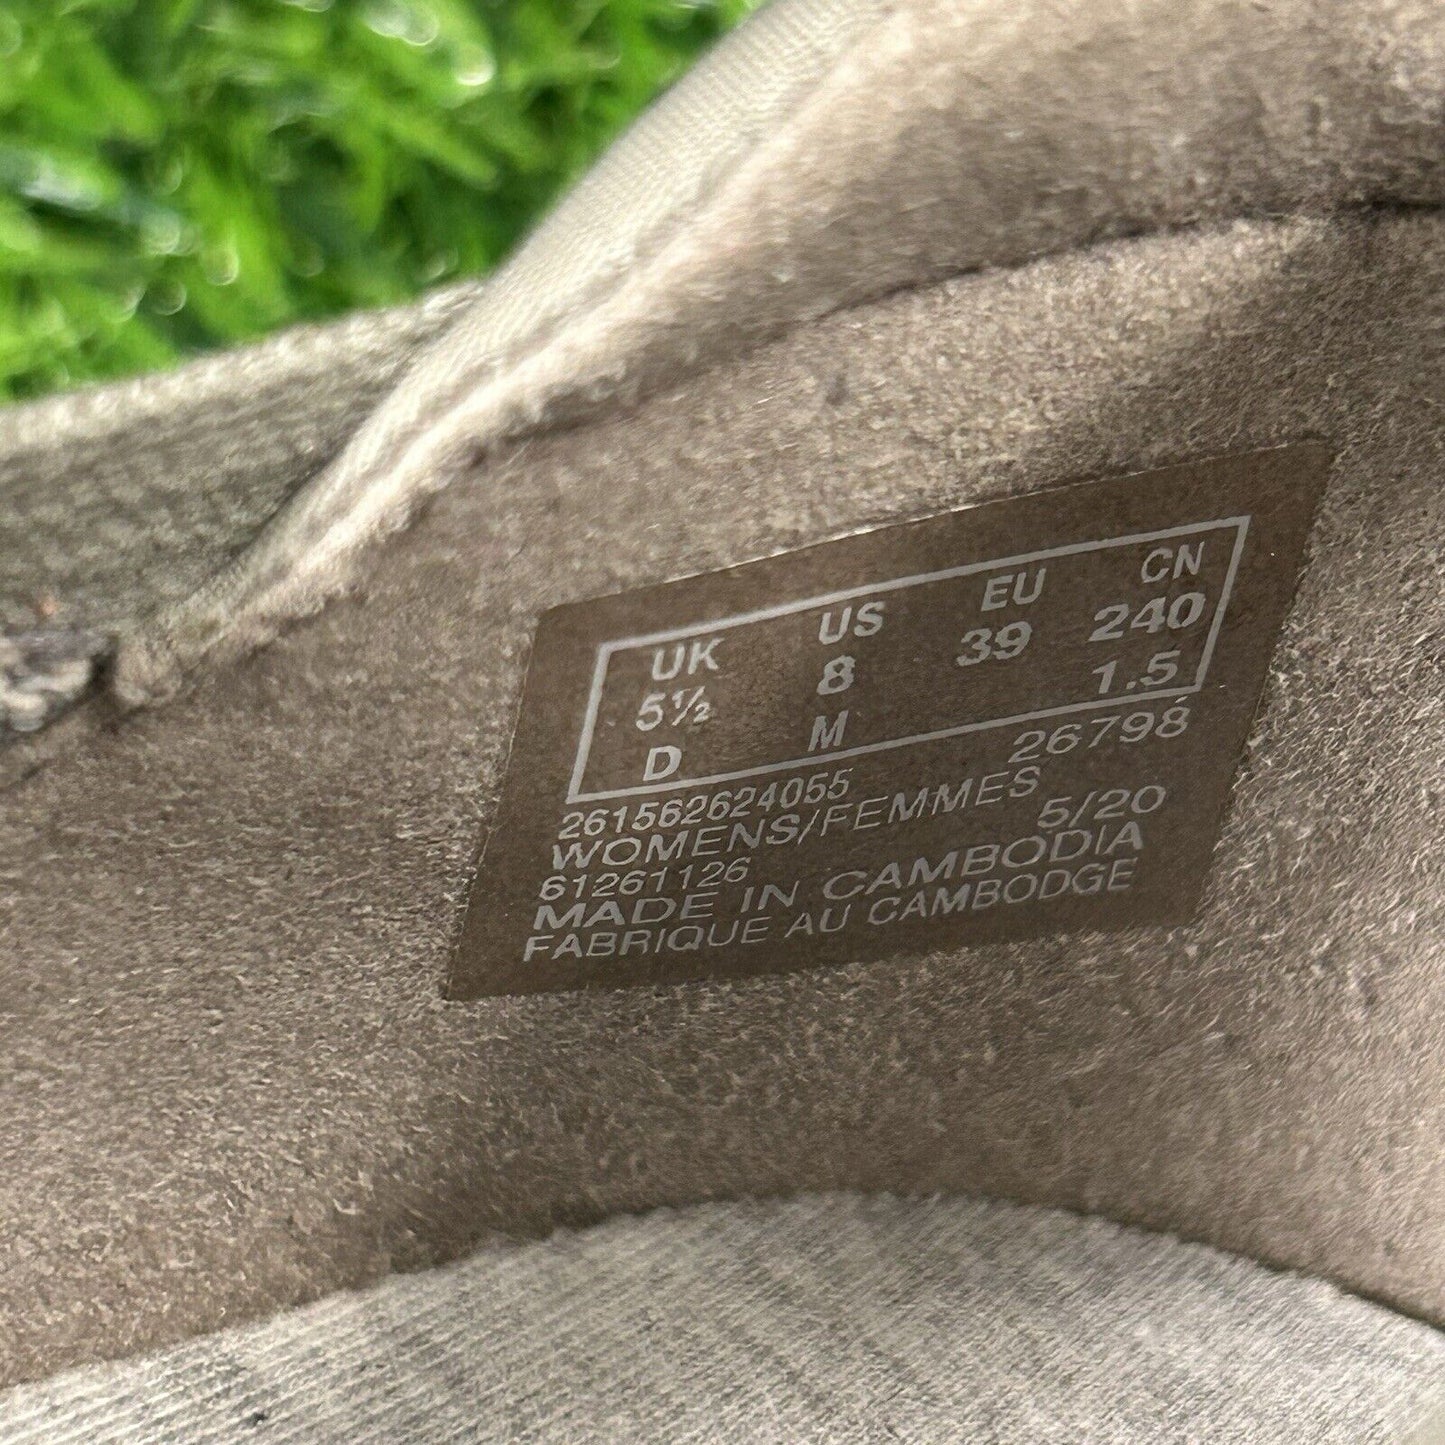 UK US EU CN
5½ 8 39 240
D M 1.5
261562624055 26798
WOMENS/FEMMES
61261126 5/20
MADE IN CAMBODIA
FABRIQUE AU CAMBODGE